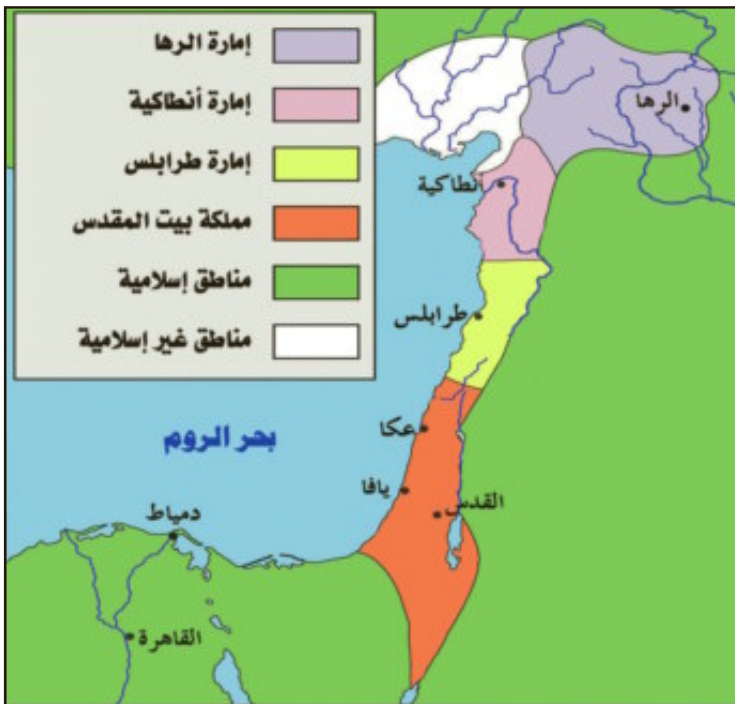 إمارة الرها
إمارة أنطاكية
إمارة طرابلس
مملكة بيت المقدس
مناطق إسلامية
مناطق غير إسلامية
الرها
أنطاكية
طرابلس
بحر الروم
عكا
يافا
القدس
دمياط
القاهرة